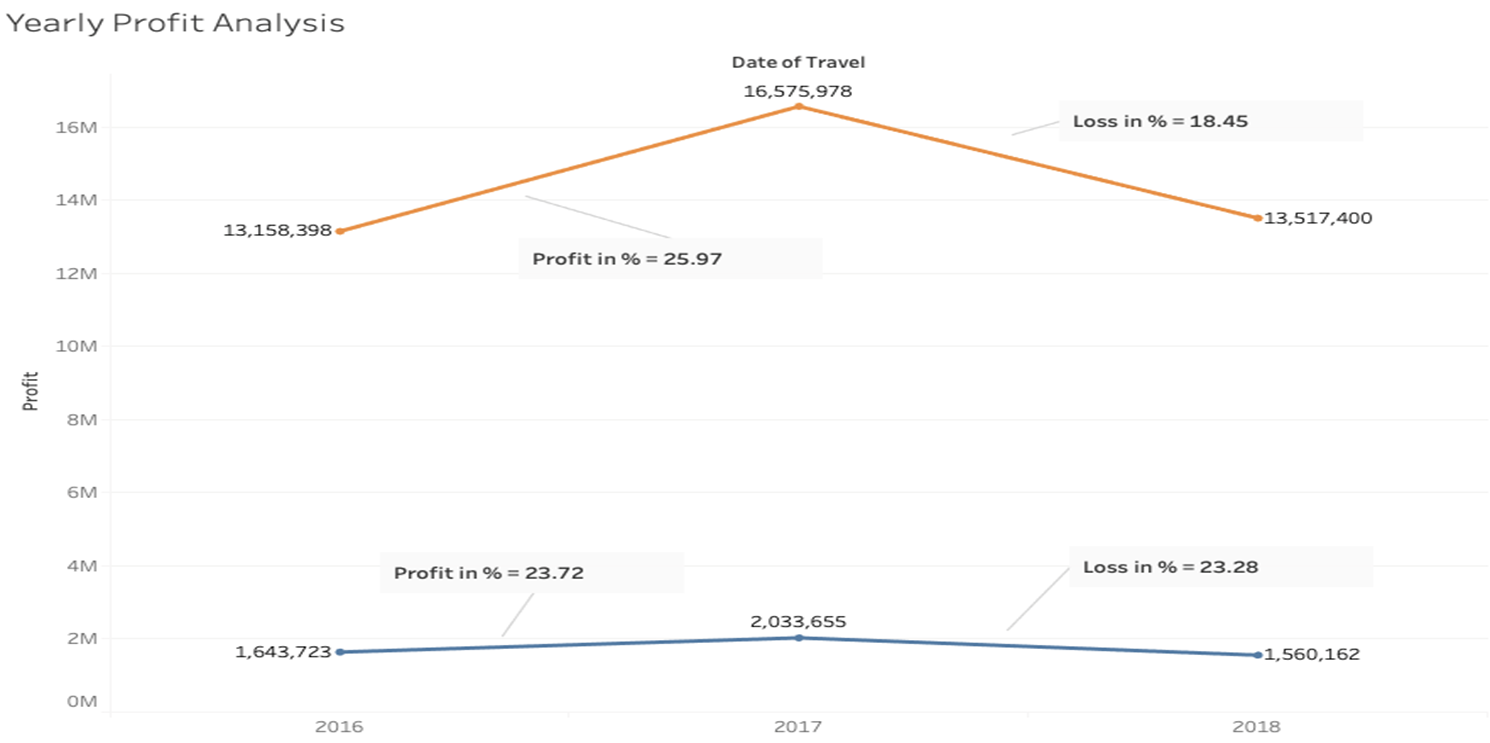 Yearly Profit Analysis
Date of Travel
16,575,978
16M
Loss in % = 18.45
14M
13,158,398
13,517,400
Profit in % = 25.97
12M
10M
Profit
8M
6M
4M
Profit in % = 23.72
Loss in % = 23.28
2,033,655
2M
1,643,723
1,560,162
0M
2016 2017 2018